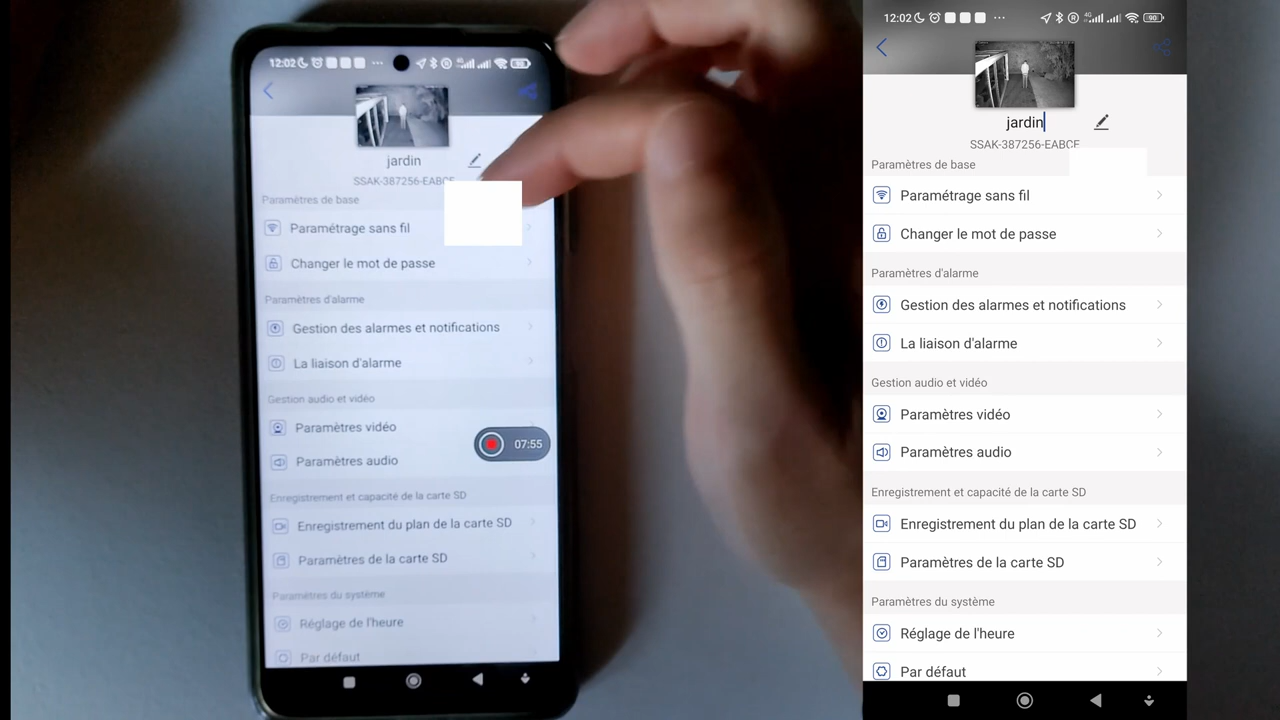 12:02
jardin
SSAK-387256-EABCE
Paramètres de base
Paramétrage sans fil
Changer le mot de passe
Paramètres d'alarme
Gestion des alarmes et notifications
La liaison d'alarme
Gestion audio et vidéo
Paramètres vidéo
07:55
Paramètres audio
Enregistrement et capacité de la carte SD
Enregistrement du plan de la carte SD
Paramètres de la carte SD
Paramètres du système
Réglage de l'heure
Par défaut
12:02
4G
90
jardin
SSAK-387256-EABCE
Paramètres de base
Paramétrage sans fil
Changer le mot de passe
Paramètres d'alarme
Gestion des alarmes et notifications
La liaison d'alarme
Gestion audio et vidéo
Paramètres vidéo
Paramètres audio
Enregistrement et capacité de la carte SD
Enregistrement du plan de la carte SD
Paramètres de la carte SD
Paramètres du système
Réglage de l'heure
Par défaut